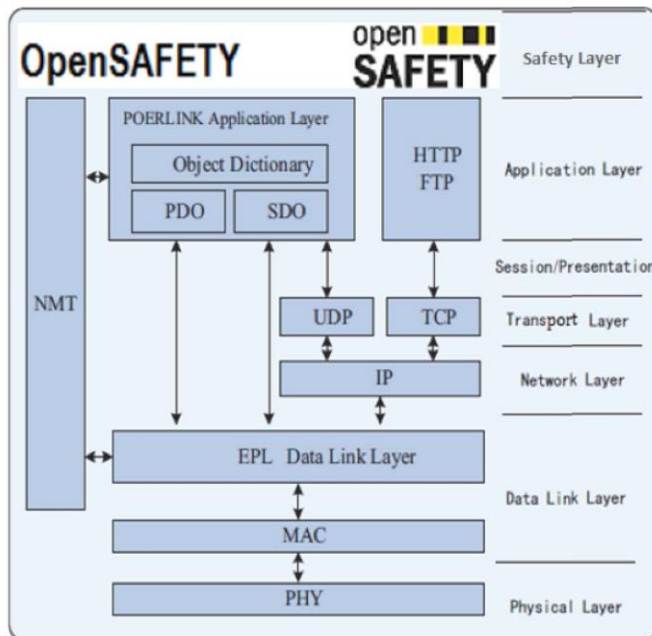 OpenSAFETY
open
SAFETY
Safety Layer
POERLINK Application Layer
Object Dictionary
PDO
SDO
HTTP
FTP
Application Layer
Session/Presentation
NMT
UDP
TCP
Transport Layer
IP
Network Layer
EPL Data Link Layer
Data Link Layer
MAC
PHY
Physical Layer